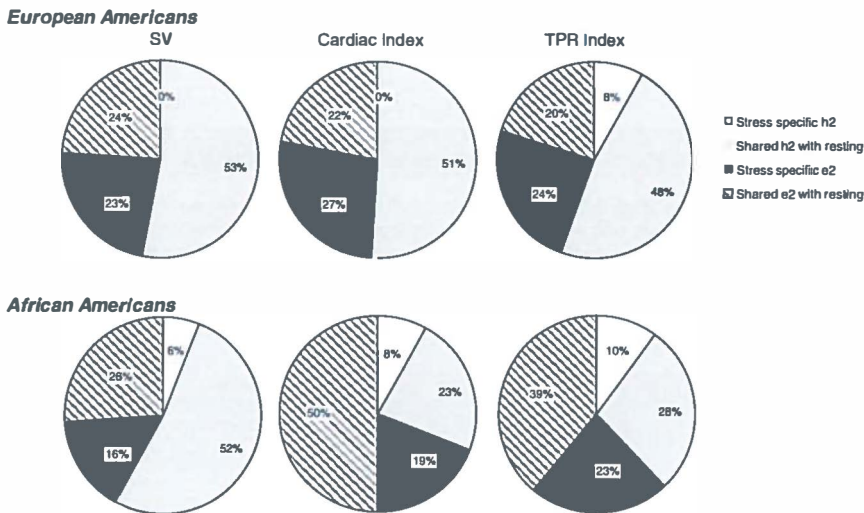 European Americans
SV
Cardiac Index
TPR Index
0%
24%
53%
23%
0%
22%
51%
27%
8%
20%
48%
24%
Stress specific h2
Shared h2 with resting
Stress specific e2
Shared e2 with resting
African Americans
6%
26%
52%
16%
8%
23%
50%
19%
10%
39%
28%
23%